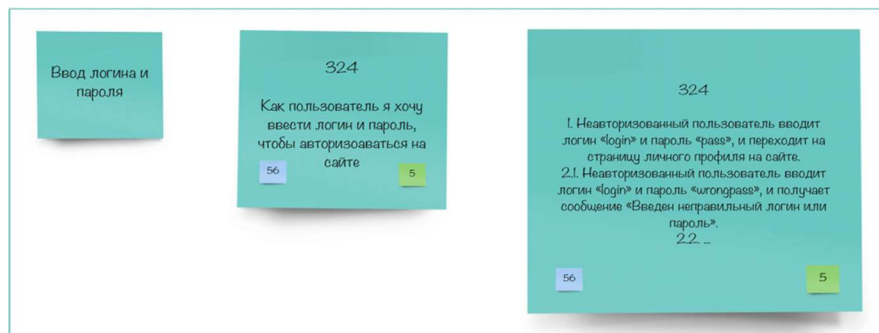 Ввод логина и
пароля
324
Как пользователь я хочу
ввести логин и пароль,
чтобы авторизоаваться на
сайте
56
5
324
1. Неавторизованный пользователь вводит
логин «login» и пароль «pass», и переходит на
страницу личного профиля на сайте.
2.1. Неавторизованный пользователь вводит
логин «login» и пароль «wrongpass», и получает
сообщение «Введен неправильный логин или
пароль».
2.2. ...
56
5